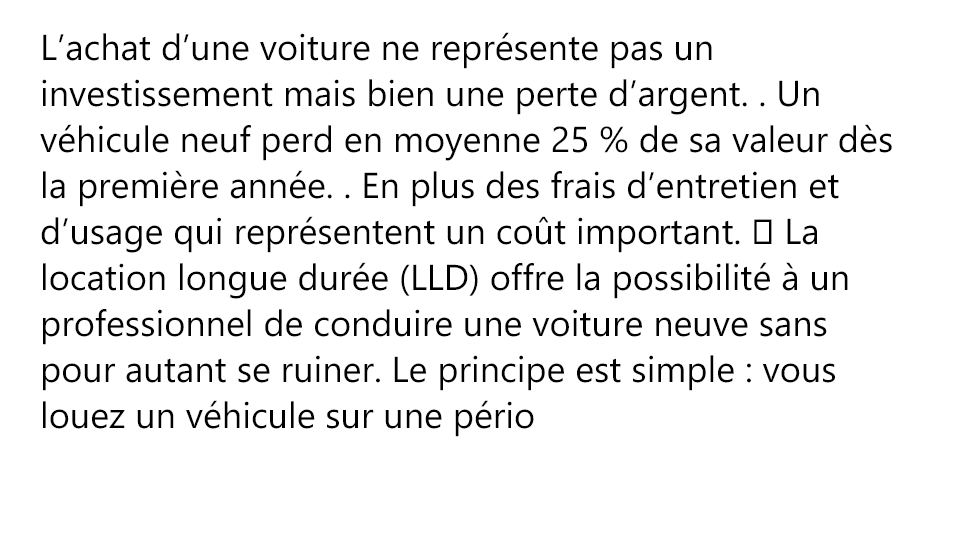 L’achat d’une voiture ne représente pas un
investissement mais bien une perte d’argent. . Un
véhicule neuf perd en moyenne 25 % de sa valeur dès
la première année. . En plus des frais d’entretien et
d’usage qui représentent un coût important. 󠀠▯ La
location longue durée (LLD) offre la possibilité à un
professionnel de conduire une voiture neuve sans
pour autant se ruiner. Le principe est simple : vous
louez un véhicule sur une pério